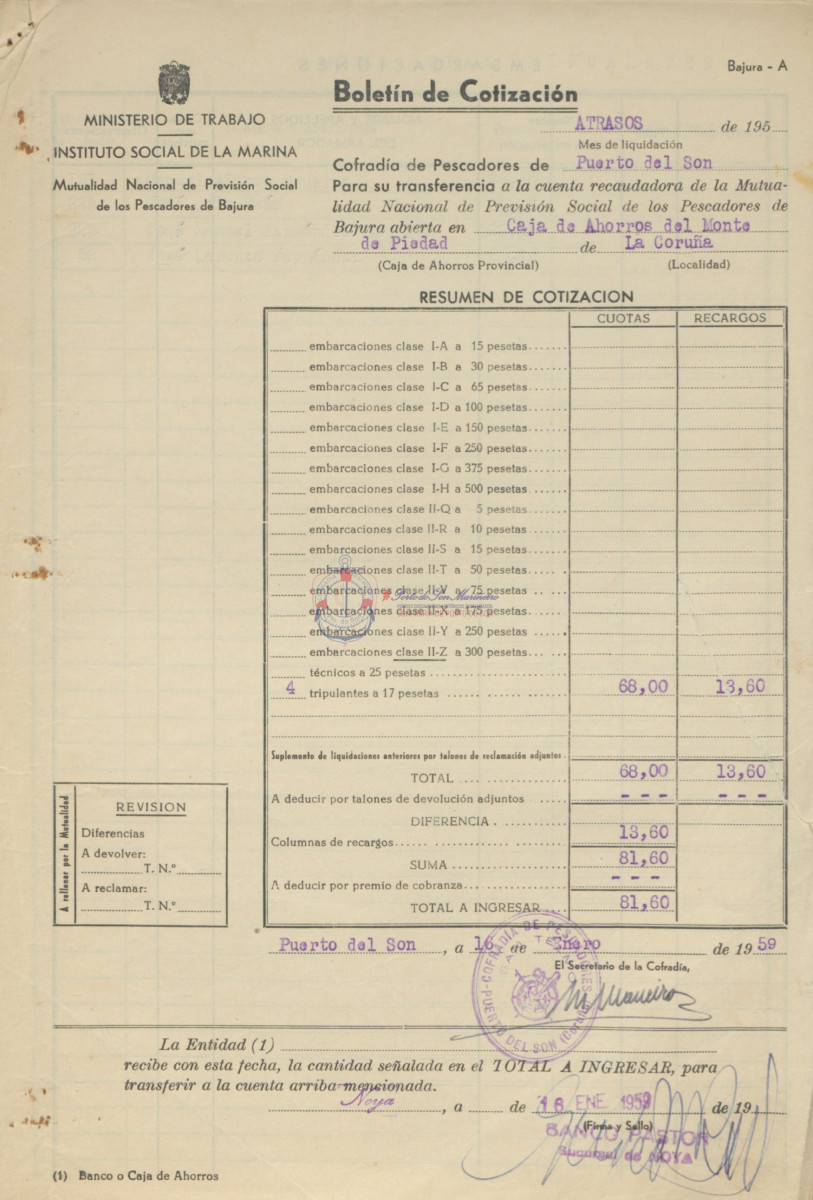 Bajura - A
MINISTERIO DE TRABAJO
INSTITUTO SOCIAL DE LA MARINA
Mutualidad Nacional de Previsión Social
de los Pescadores de Bajura
Boletín de Cotización
ATRASOS de 195
Mes de liquidación
Cofradía de Pescadores de Puerto del Son
Para su transferencia a la cuenta recaudadora de la Mutua-
lidad Nacional de Previsión Social de los Pescadores de
Bajura abierta en Caja de Ahorros del Monte
de Piedad de La Coruña
(Caja de Ahorros Provincial) (Localidad)
RESUMEN DE COTIZACION
CUOTAS RECARGOS
embarcaciones clase I-A a 15 pesetas
embarcaciones clase I-B a 30 pesetas
embarcaciones clase I-C a 65 pesetas
embarcaciones clase I-D a 100 pesetas
embarcaciones clase I-E a 150 pesetas
embarcaciones clase I-F a 250 pesetas
embarcaciones clase I-G a 375 pesetas
embarcaciones clase I-H a 500 pesetas
embarcaciones clase II-Q a 5 pesetas
embarcaciones clase II-R a 10 pesetas
embarcaciones clase II-S a 15 pesetas
embarcaciones clase II-T a 50 pesetas
embarcaciones clase II-V a 75 pesetas
Porto do Son Marineiro
embarcaciones clase II-X a 175 pesetas
embarcaciones clase II-Y a 250 pesetas
embarcaciones clase II-Z a 300 pesetas
técnicos a 25 pesetas
4 tripulantes a 17 pesetas 68,00 13,60
Suplemento de liquidaciones anteriores por talones de reclamación adjuntos
TOTAL 68,00 13,60
A deducir por talones de devolución adjuntos - - - - - -
DIFERENCIA
Columnas de recargos 13,60
SUMA 81,60
A deducir por premio de cobranza - - -
TOTAL A INGRESAR 81,60
A rellenar por la Mutualidad
REVISION
Diferencias
A devolver:
T. N.º
A reclamar:
T. N.º
Puerto del Son, a 16 de Enero de 1959
El Secretario de la Cofradía,
COFRADIA DE PESCADORES
PUERTO DEL SON (Coruña)
La Entidad (1)
recibe con esta fecha, la cantidad señalada en el TOTAL A INGRESAR, para
transferir a la cuenta arriba mencionada.
Noya, a de 16 ENE 1959 de 19
(Firma y Sello)
BANCO PASTOR
Sucursal de NOYA
(1) Banco o Caja de Ahorros